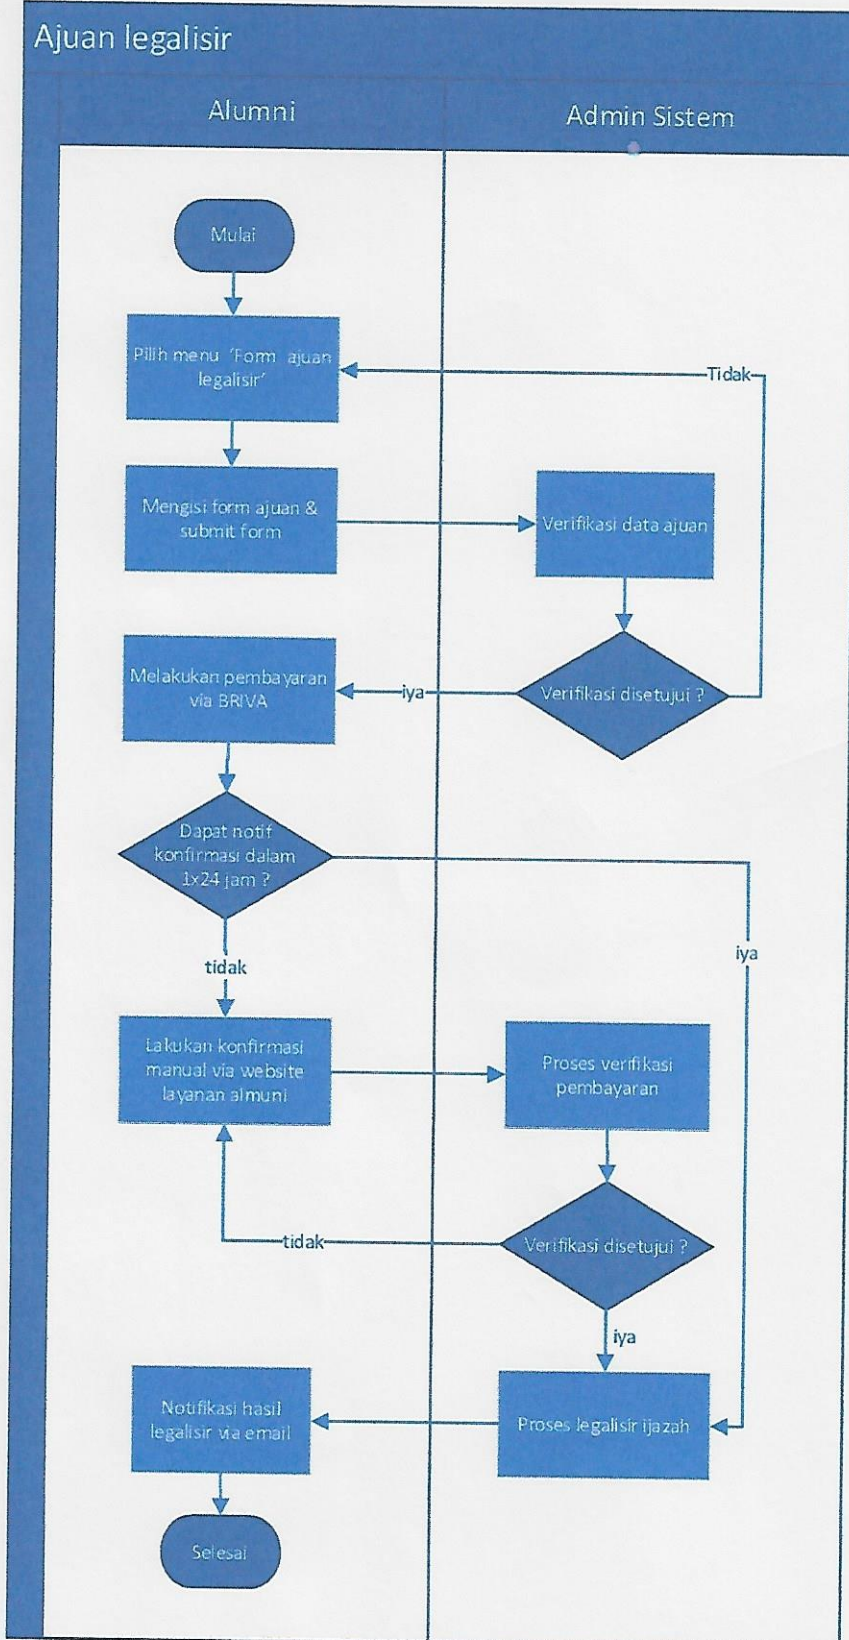 Ajuan legalisir
Alumni
Admin Sistem
Mulai
Pilih menu 'Form ajuan
legalisir'
Tidak
Mengisi form ajuan &
submit form
Verifikasi data ajuan
Melakukan pembayaran
via BRIVA
iya
Verifikasi disetujui ?
Dapat notif
konfirmasi dalam
1x24 jam ?
iya
tidak
Lakukan konfirmasi
manual via website
layanan almuni
Proses verifikasi
pembayaran
tidak
Verifikasi disetujui ?
iya
Notifikasi hasil
legalisir via email
Proses legalisir ijazah
Selesai